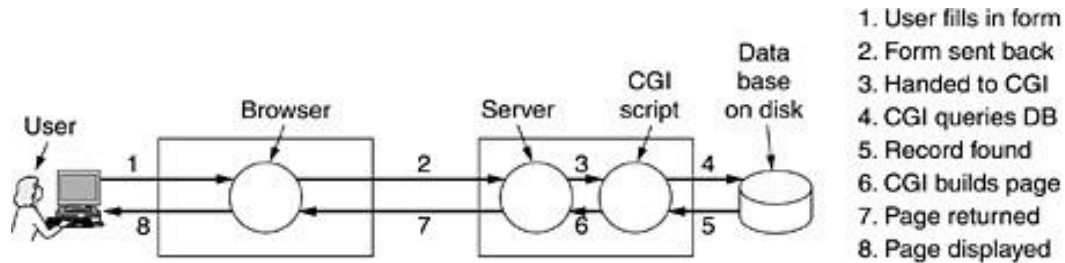 User
Browser
Server
CGI
script
Data
base
on disk
1
2
3
4
8
7
6
5
1. User fills in form
2. Form sent back
3. Handed to CGI
4. CGI queries DB
5. Record found
6. CGI builds page
7. Page returned
8. Page displayed